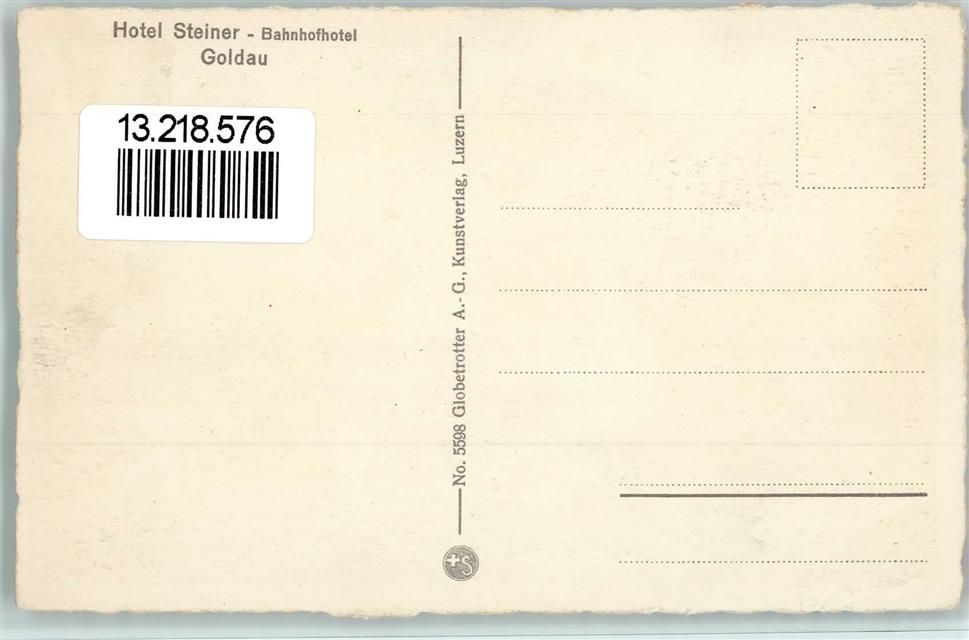 Hotel Steiner - Bahnhofhotel
Goldau
13.218.576
No. 5598 Globetrotter A.-G., Kunstverlag, Luzern
S